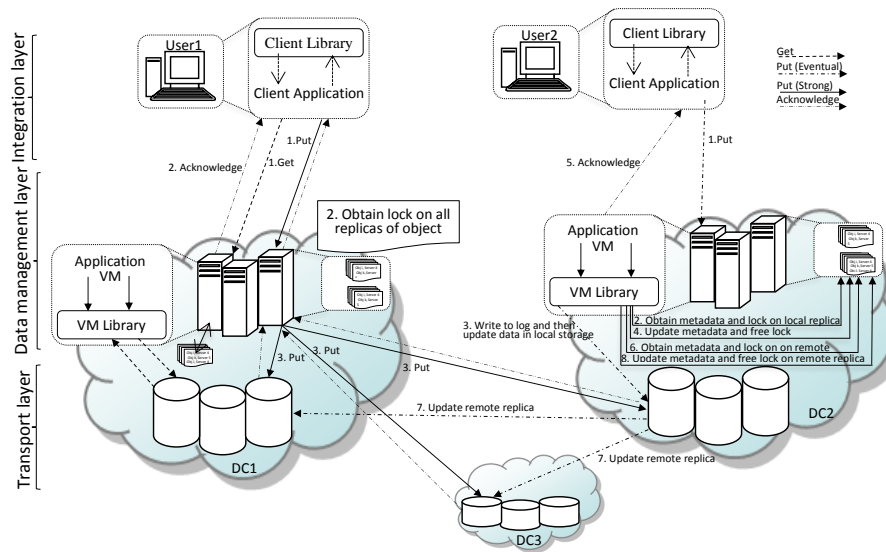 Integration layer
Data management layer
Transport layer
User1
Client Library
Client Application
User2
Client Library
Client Application
Get
Put (Eventual)
Put (Strong)
Acknowledge
2. Acknowledge
1.Get
1.Put
5. Acknowledge
1.Put
2. Obtain lock on all
replicas of object
Application
VM
VM Library
Application
VM
VM Library
3. Write to log and then
update data in local storage
2. Obtain metadata and lock on local replica
4. Update metadata and free lock
6. Obtain metadata and lock on on remote
8. Update metadata and free lock on remote replica
3. Put
3. Put
3. Put
7. Update remote replica
7. Update remote replica
DC1
DC2
DC3